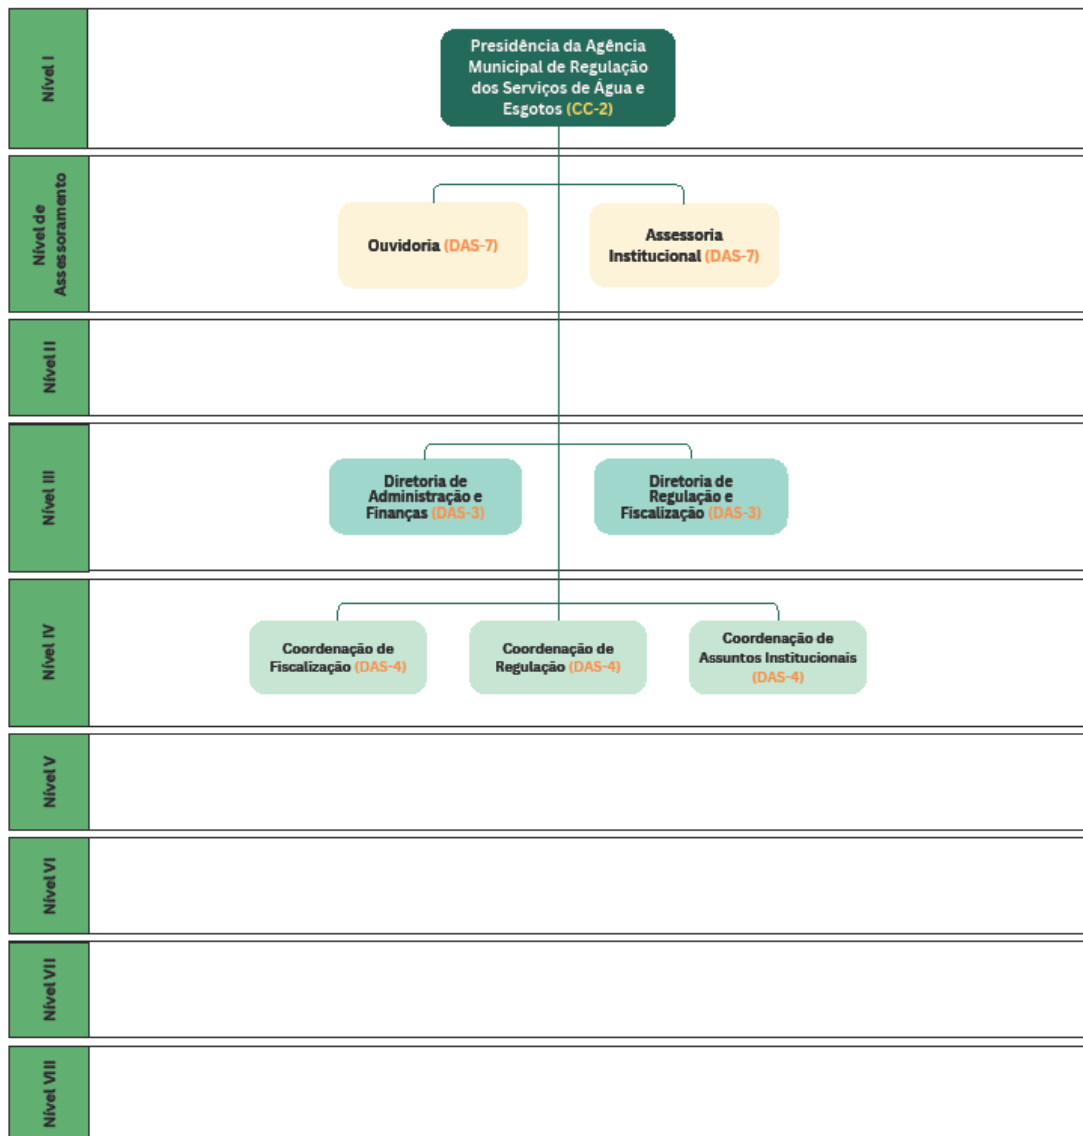 Nível I
Presidência da Agência
Municipal de Regulação
dos Serviços de Água e
Esgotos (CC-2)
Nível de
Assessoramento
Ouvidoria (DAS-7)
Assessoria
Institucional (DAS-7)
Nível II
Nível III
Diretoria de
Administração e
Finanças (DAS-3)
Diretoria de
Regulação e
Fiscalização (DAS-3)
Nível IV
Coordenação de
Fiscalização (DAS-4)
Coordenação de
Regulação (DAS-4)
Coordenação de
Assuntos Institucionais
(DAS-4)
Nível V
Nível VI
Nível VII
Nível VIII